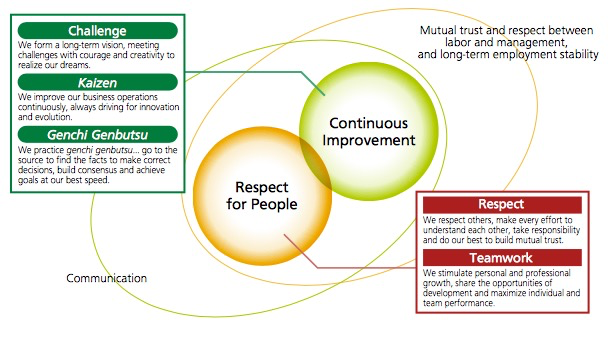 Challenge
We form a long-term vision, meeting
challenges with courage and creativity to
realize our dreams.
Kaizen
We improve our business operations
continuously, always driving for innovation
and evolution.
Genchi Genbutsu
We practice genchi genbutsu... go to the
source to find the facts to make correct
decisions, build consensus and achieve
goals at our best speed.
Mutual trust and respect between
labor and management,
and long-term employment stability
Continuous
Improvement
Respect
for People
Respect
We respect others, make every effort to
understand each other, take responsibility
and do our best to build mutual trust.
Teamwork
We stimulate personal and professional
growth, share the opportunities of
development and maximize individual and
team performance.
Communication